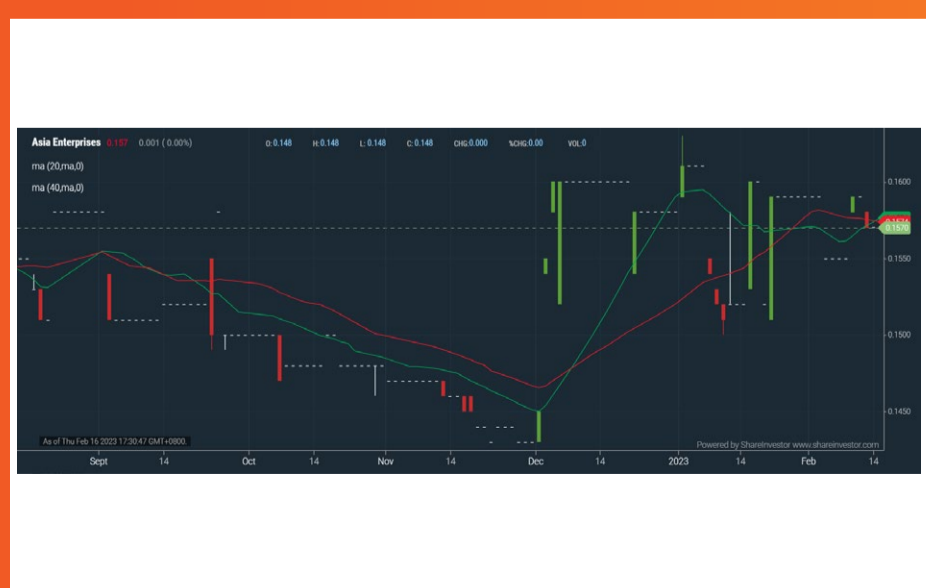 Asia Enterprises 0.157 0.001 ( 0.00%) O:0.148 H:0.148 L: 0.148 C: 0.148 CHG:0.000 %CHG:0.00 VOL:0
ma (20,ma,0)
ma (40,ma,0)
0.1600
0.1570
0.1550
0.1500
0.1450
As of Thu Feb 16 2023 17:30:47 GMT+0800.
Powered by ShareInvestor www.shareinvestor.com
Sept 14 Oct 14 Nov 14 Dec 14 2023 14 Feb 14